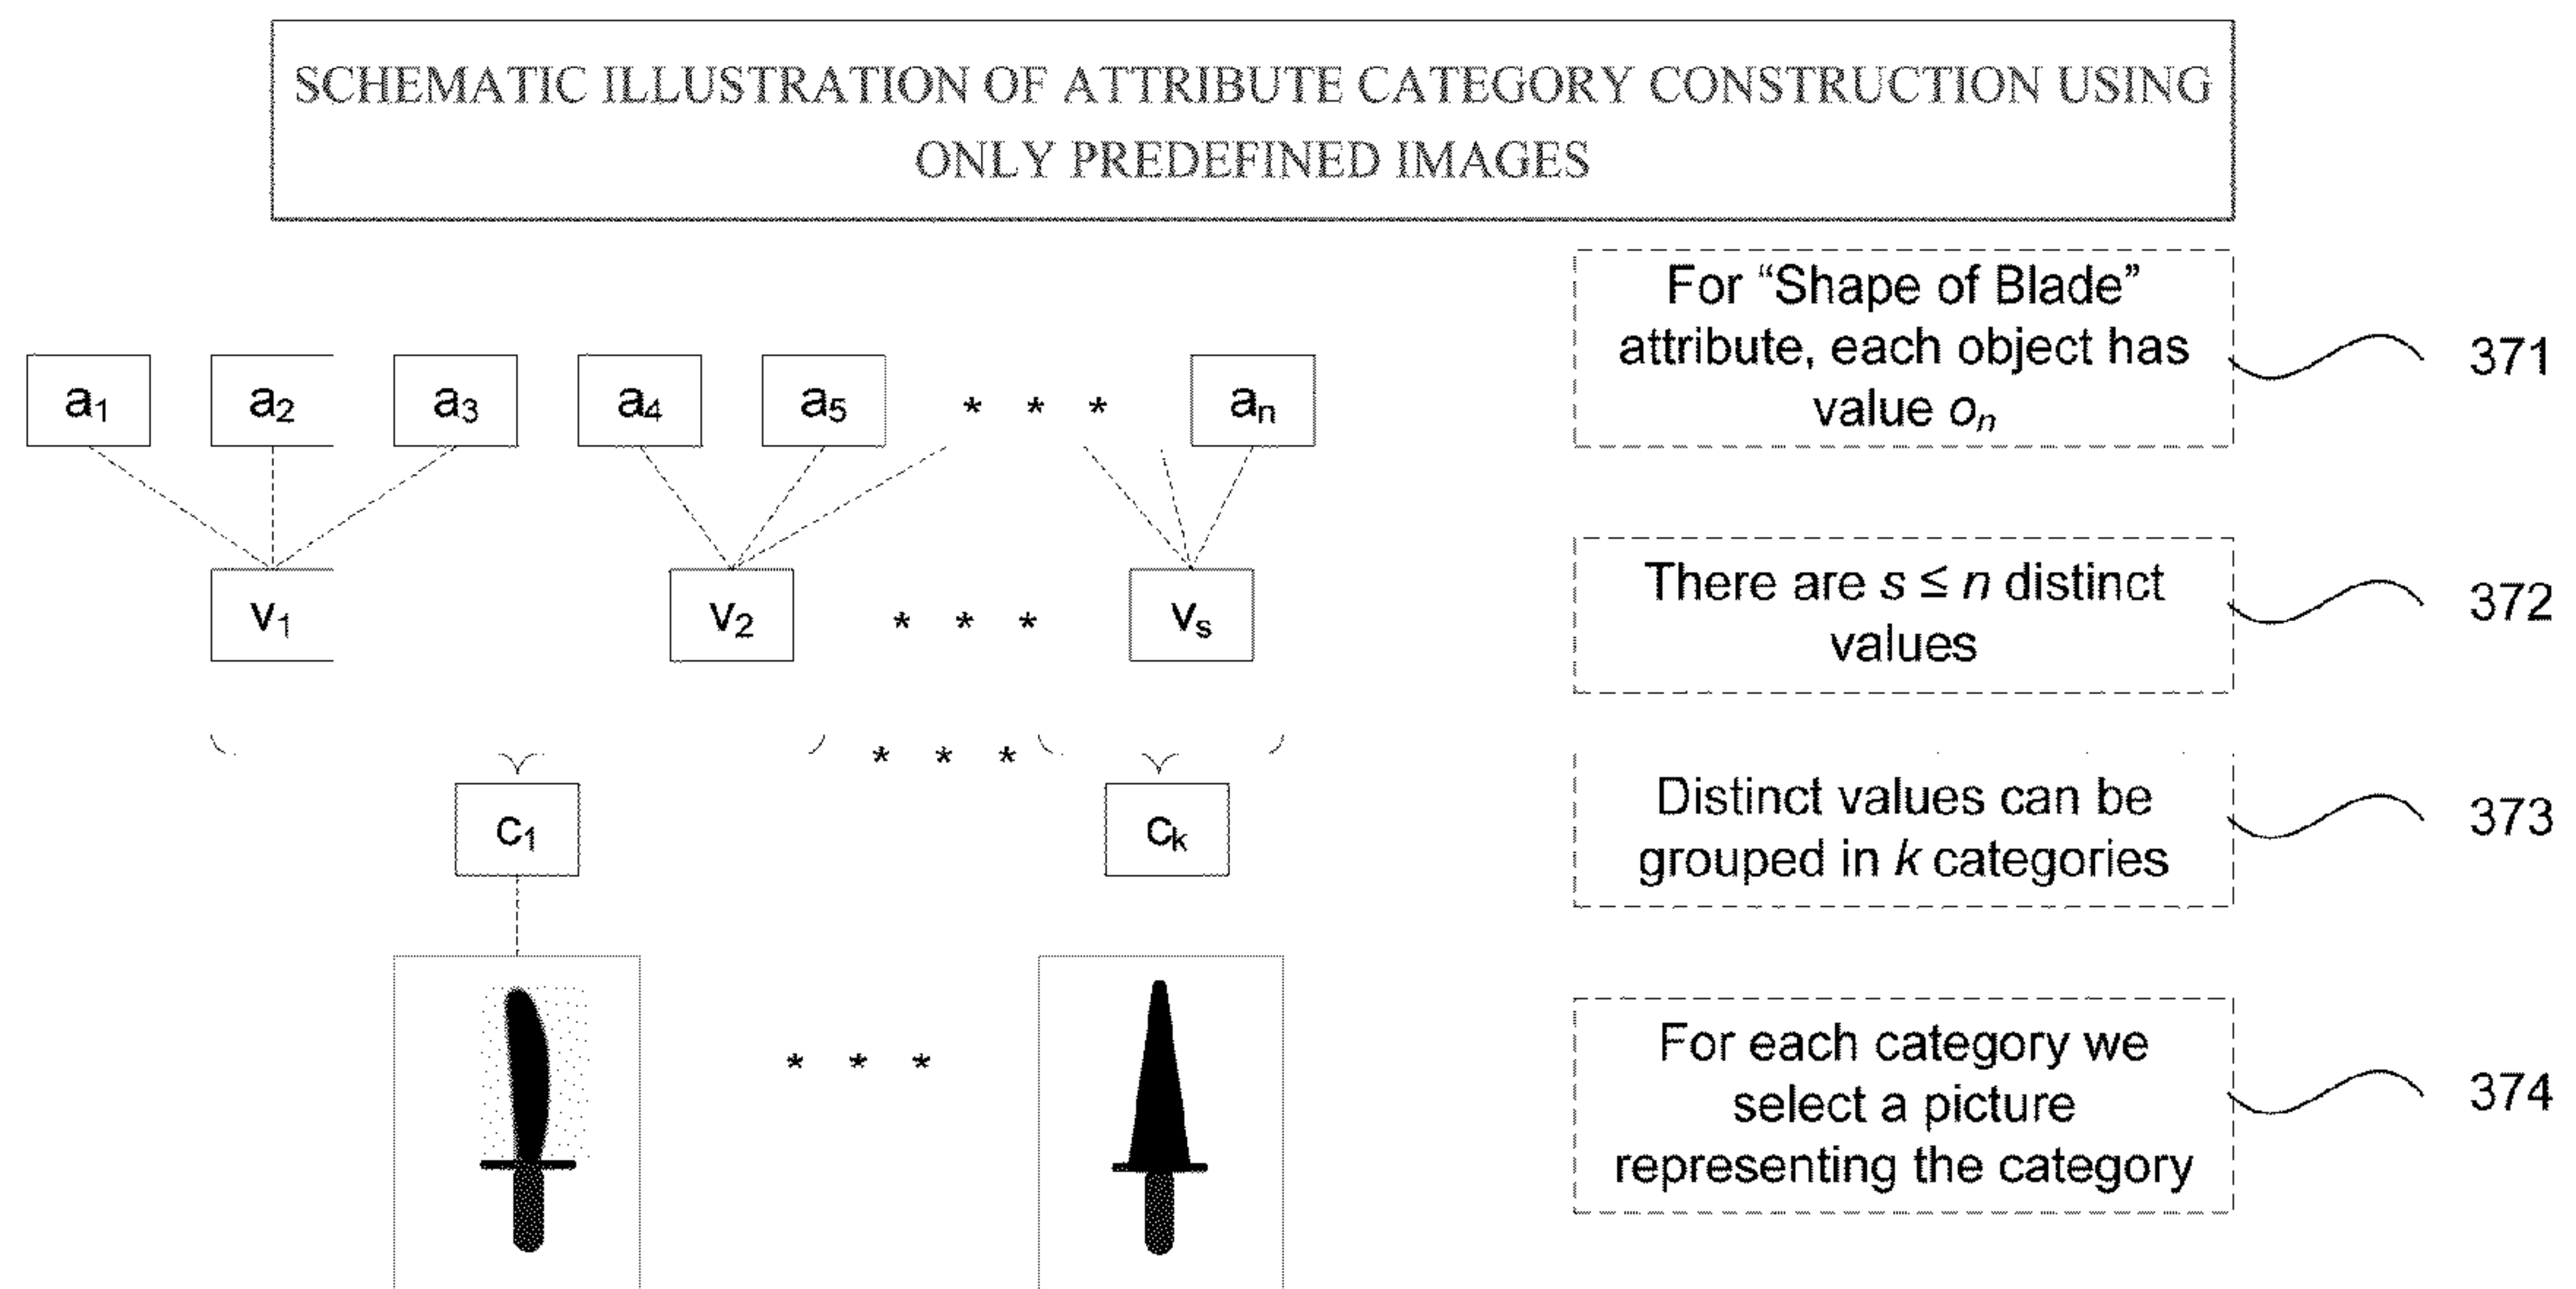 SCHEMATIC ILLUSTRATION OF ATTRIBUTE CATEGORY CONSTRUCTION USING
ONLY PREDEFINED IMAGES
For “Shape of Blade”
attribute, each object has
value oₙ
371
a₁ a₂ a₃ a₄ a₅ * * * aₙ
There are s ≤ n distinct
values
372
v₁ v₂ * * * vₛ
* * *
Distinct values can be
grouped in k categories
373
c₁ cₖ
For each category we
select a picture
representing the category
374
* * *